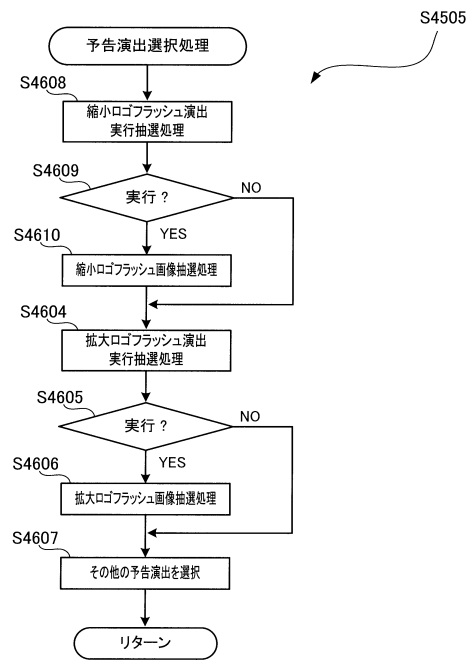 S4505
予告演出選択処理
S4608
縮小ロゴフラッシュ演出
実行抽選処理
S4609
実行？
NO
YES
S4610
縮小ロゴフラッシュ画像抽選処理
S4604
拡大ロゴフラッシュ演出
実行抽選処理
S4605
実行？
NO
YES
S4606
拡大ロゴフラッシュ画像抽選処理
S4607
その他の予告演出を選択
リターン